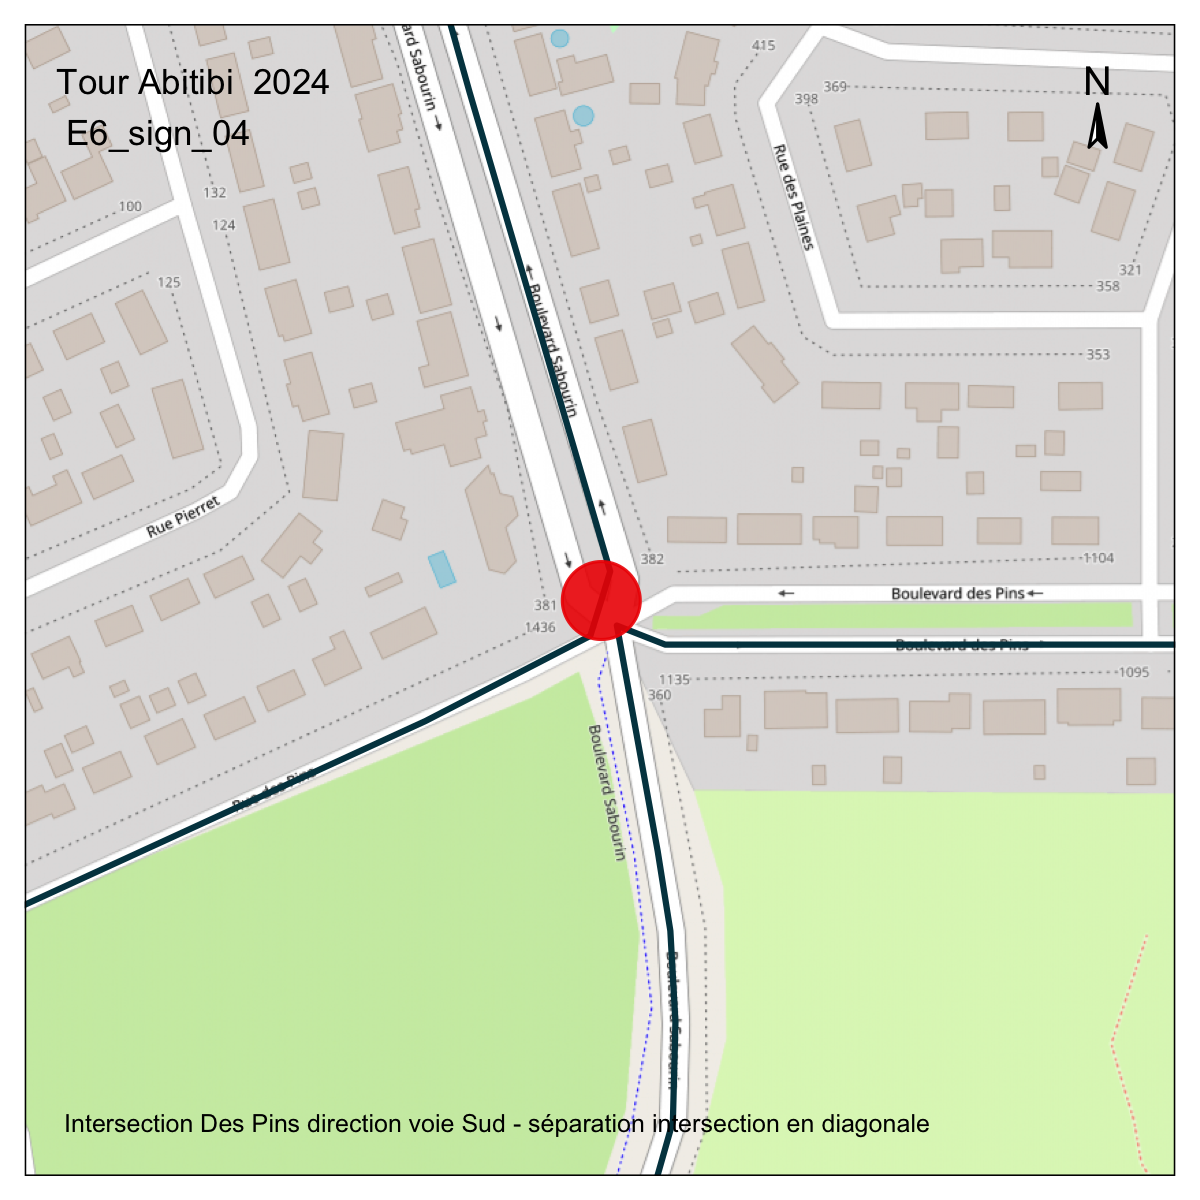 Tour Abitibi  2024
E6_sign_04
N
ard Sabourin
Boulevard Sabourin
Rue des Plaines
415
398
369
321
358
353
132
124
100
125
Rue Pierret
382
1104
Boulevard des Pins
381
1436
Boulevard des Pins
1135
1095
360
Boulevard Sabourin
Rue des Pins
Boulevard Sabourin
Intersection Des Pins direction voie Sud - séparation intersection en diagonale